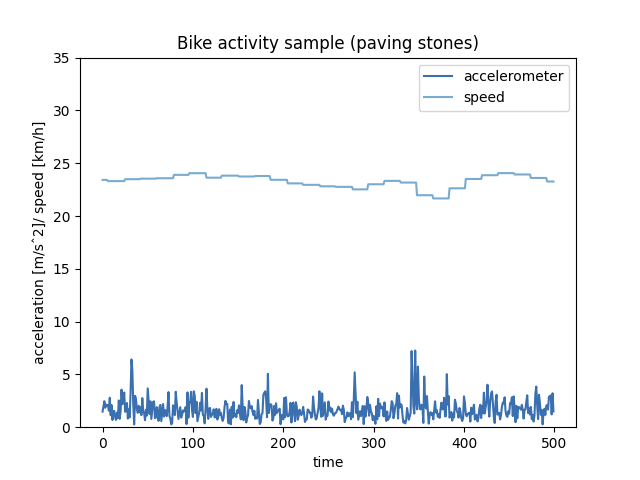 Bike activity sample (paving stones)
accelerometer
speed
acceleration [m/sˆ2]/ speed [km/h]
35
30
25
20
15
10
5
0
0 100 200 300 400 500
time